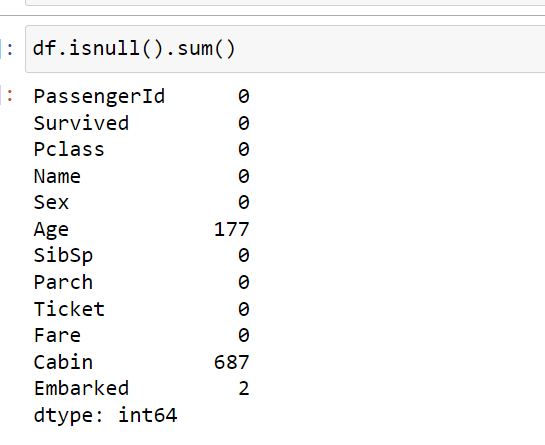 ]: df.isnull().sum()
]: PassengerId 0
Survived 0
Pclass 0
Name 0
Sex 0
Age 177
SibSp 0
Parch 0
Ticket 0
Fare 0
Cabin 687
Embarked 2
dtype: int64